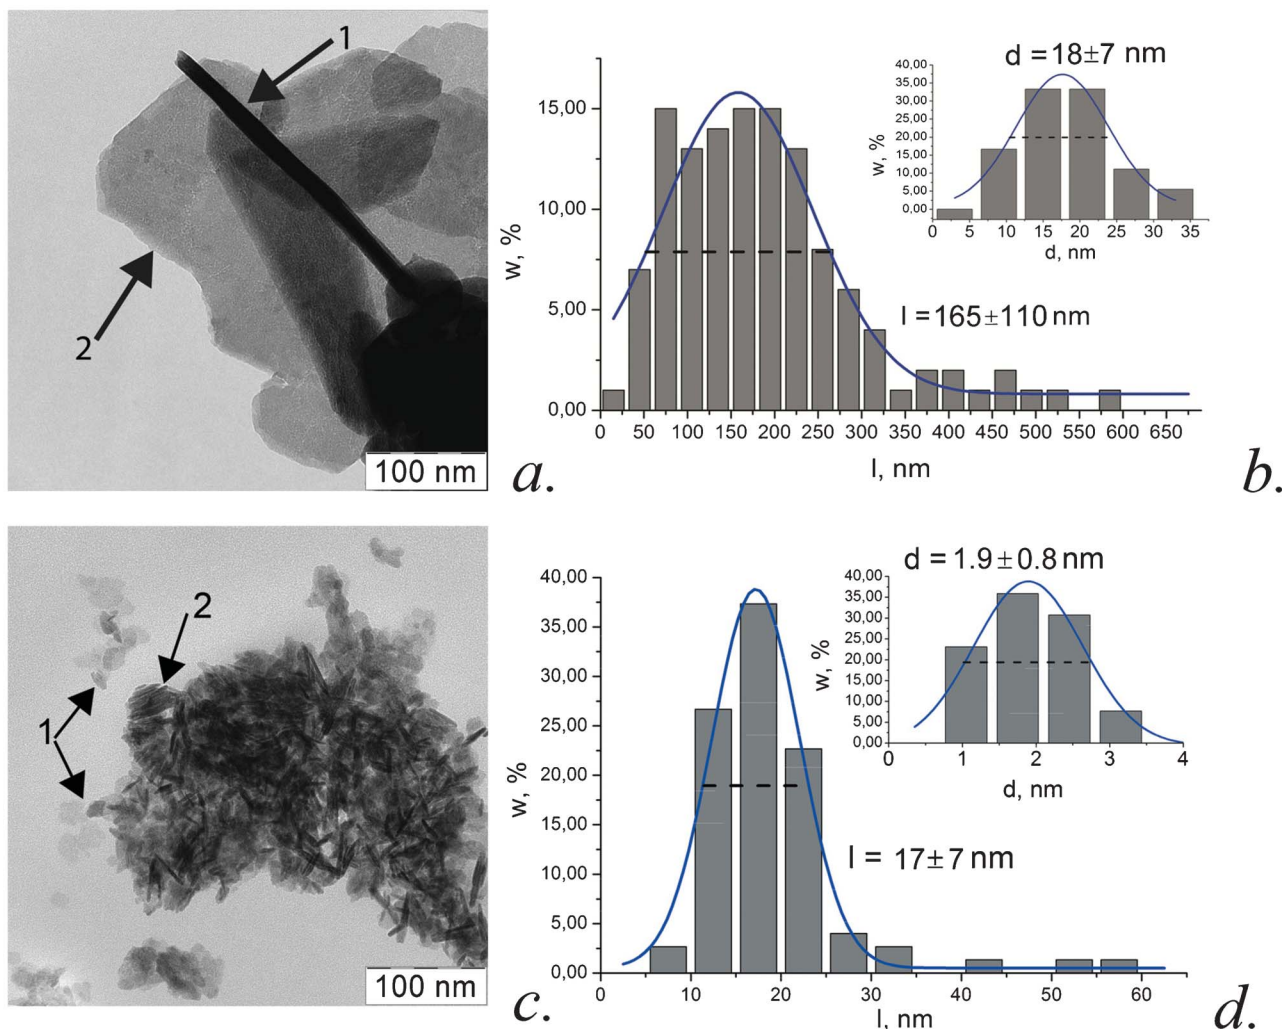 1
2
100 nm
a.
w, %
15,00
10,00
5,00
0,00
0 50 100 150 200 250 300 350 400 450 500 550 600 650
l, nm
l = 165±110 nm
d = 18±7 nm
w, %
40,00
35,00
30,00
25,00
20,00
15,00
10,00
5,00
0,00
0 5 10 15 20 25 30 35
d, nm
b.
2
1
100 nm
c.
w, %
40,00
35,00
30,00
25,00
20,00
15,00
10,00
5,00
0,00
0 10 20 30 40 50 60
l, nm
l = 17±7 nm
d = 1.9±0.8 nm
w, %
40,00
35,00
30,00
25,00
20,00
15,00
10,00
5,00
0,00
0 1 2 3 4
d, nm
d.